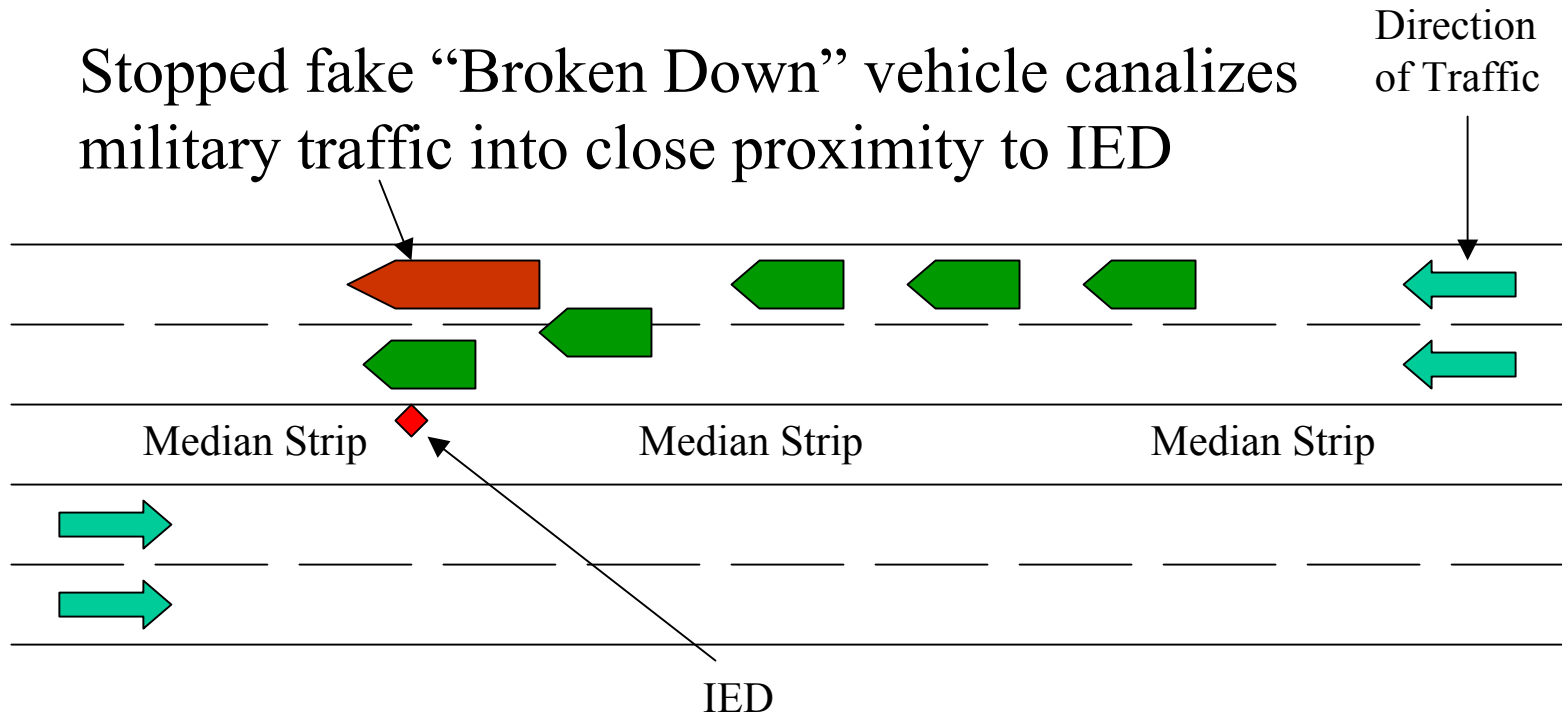 Direction
of Traffic
Stopped fake “Broken Down” vehicle canalizes
military traffic into close proximity to IED
Median Strip
Median Strip
Median Strip
IED